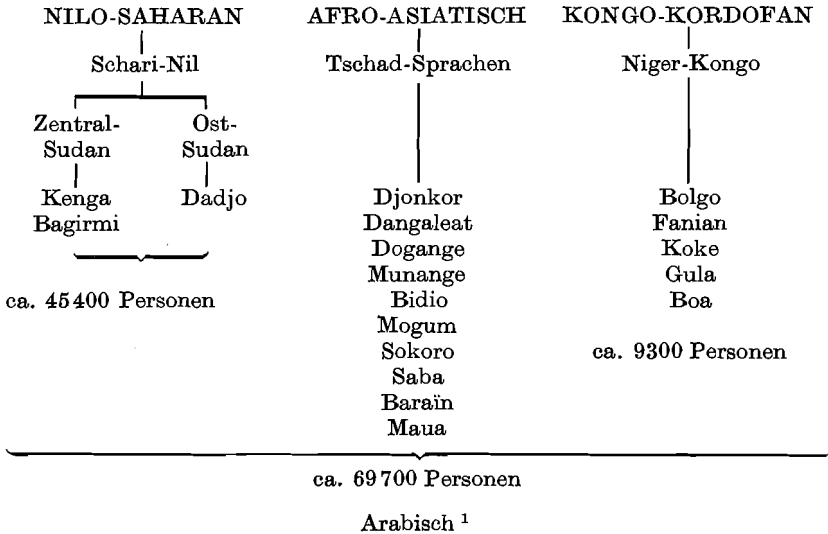 NILO-SAHARAN AFRO-ASIATISCH KONGO-KORDOFAN
Schari-Nil Tschad-Sprachen Niger-Kongo
Zentral- Ost-
Sudan Sudan
Kenga Dadjo Djonkor Bolgo
Bagirmi Dangaleat Fanian
Dogange Koke
Munange Gula
ca. 45400 Personen Bidio Boa
Mogum
Sokoro ca. 9300 Personen
Saba
Baraïn
Maua
ca. 69700 Personen
Arabisch ¹